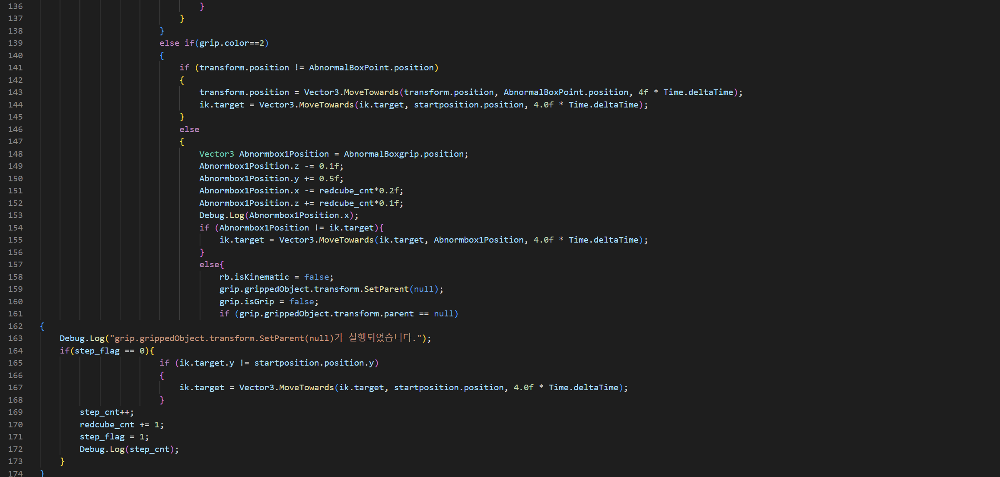 136 }
137 }
138 }
139 else if(grip.color==2)
140 {
141 if (transform.position != AbnormalBoxPoint.position)
142 {
143 transform.position = Vector3.MoveTowards(transform.position, AbnormalBoxPoint.position, 4f * Time.deltaTime);
144 ik.target = Vector3.MoveTowards(ik.target, startposition.position, 4.0f * Time.deltaTime);
145 }
146 else
147 {
148 Vector3 Abnormbox1Position = AbnormalBoxgrip.position;
149 Abnormbox1Position.z -= 0.1f;
150 Abnormbox1Position.y += 0.5f;
151 Abnormbox1Position.x -= redcube_cnt*0.2f;
152 Abnormbox1Position.z += redcube_cnt*0.1f;
153 Debug.Log(Abnormbox1Position.x);
154 if (Abnormbox1Position != ik.target){
155 ik.target = Vector3.MoveTowards(ik.target, Abnormbox1Position, 4.0f * Time.deltaTime);
156 }
157 else{
158 rb.isKinematic = false;
159 grip.grippedObject.transform.SetParent(null);
160 grip.isGrip = false;
161 if (grip.grippedObject.transform.parent == null)
162 {
163 Debug.Log("grip.grippedObject.transform.SetParent(null)가 실행되었습니다.");
164 if(step_flag == 0){
165 if (ik.target.y != startposition.position.y)
166 {
167 ik.target = Vector3.MoveTowards(ik.target, startposition.position, 4.0f * Time.deltaTime);
168 }
169 step_cnt++;
170 redcube_cnt += 1;
171 step_flag = 1;
172 Debug.Log(step_cnt);
173 }
174 }